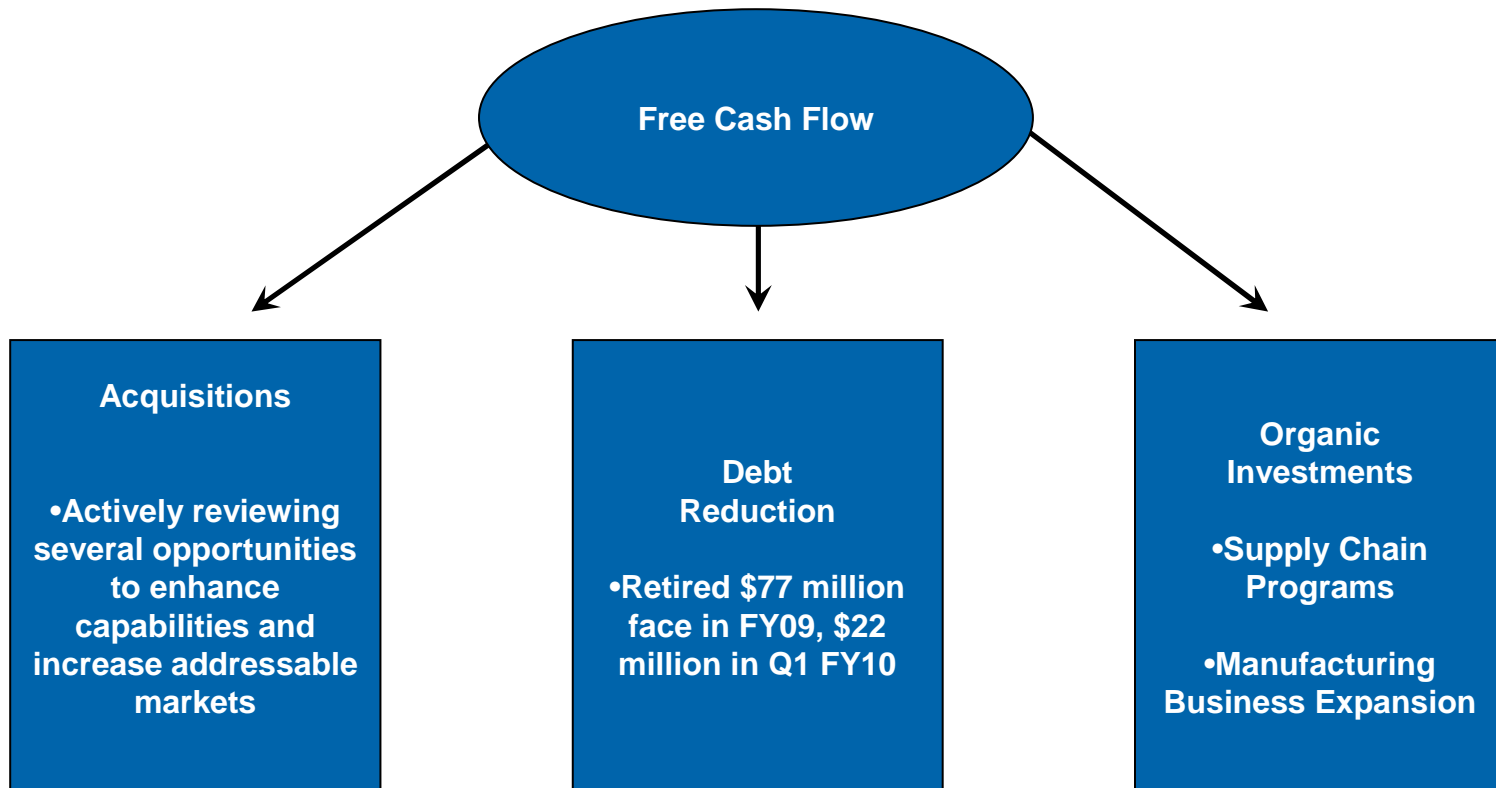 Free Cash Flow
Acquisitions
•Actively reviewing
several opportunities
to enhance
capabilities and
increase addressable
markets
Debt
Reduction
•Retired $77 million
face in FY09, $22
million in Q1 FY10
Organic
Investments
•Supply Chain
Programs
•Manufacturing
Business Expansion